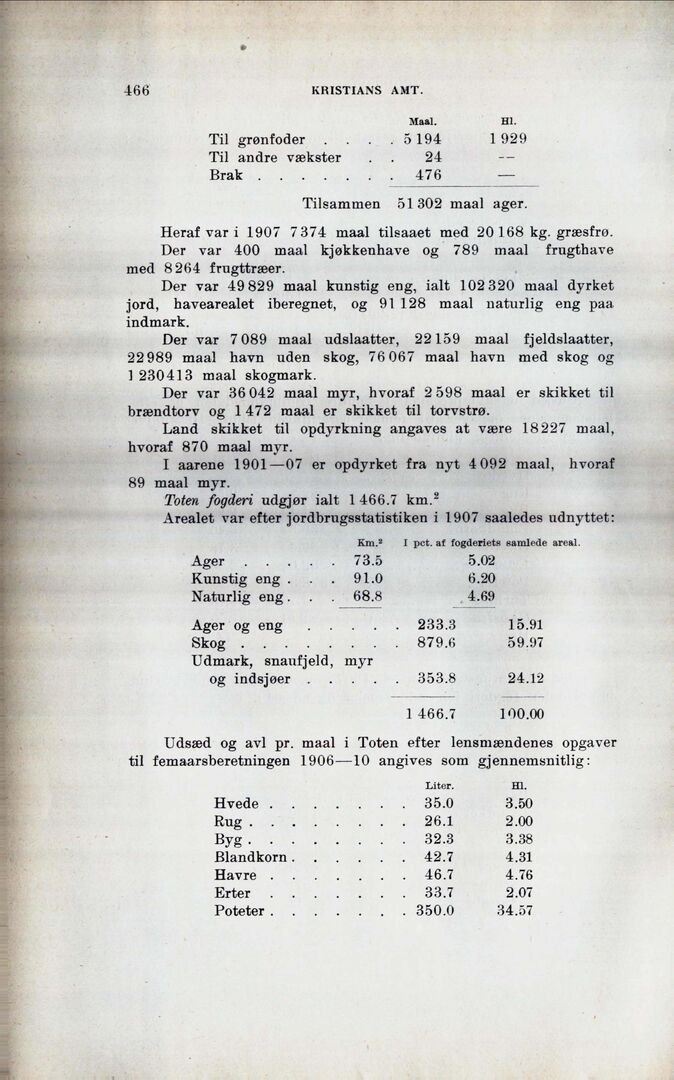 466 KRISTIANS AMT.
Maal. Hl.
Til grønfoder . . . . 5 194 1 929
Til andre vækster . . 24 --
Brak . . . . . . . 476 —
Tilsammen 51 302 maal ager.
Heraf var i 1907 7 374 maal tilsaaet med 20 168 kg. græsfrø.
Der var 400 maal kjøkkenhave og 789 maal frugthave
med 8 264 frugttræer.
Der var 49 829 maal kunstig eng, ialt 102 320 maal dyrket
jord, havearealet iberegnet, og 91 128 maal naturlig eng paa
indmark.
Der var 7 089 maal udslaatter, 22 159 maal fjeldslaatter,
22 989 maal havn uden skog, 76 067 maal havn med skog og
1 230 413 maal skogmark.
Der var 36 042 maal myr, hvoraf 2 598 maal er skikket til
brændtorv og 1 472 maal er skikket til torvstrø.
Land skikket til opdyrkning angaves at være 18 227 maal,
hvoraf 870 maal myr.
I aarene 1901—07 er opdyrket fra nyt 4 092 maal, hvoraf
89 maal myr.
Toten fogderi udgjør ialt 1 466.7 km.²
Arealet var efter jordbrugsstatistiken i 1907 saaledes udnyttet:
Km.² I pct. af fogderiets samlede areal.
Ager . . . . . 73.5 5.02
Kunstig eng . . . 91.0 6.20
Naturlig eng . . . 68.8 4.69
Ager og eng . . . . . 233.3 15.91
Skog . . . . . . . . 879.6 59.97
Udmark, snaufjeld, myr
og indsjøer . . . . . 353.8 24.12
1 466.7 100.00
Udsæd og avl pr. maal i Toten efter lensmændenes opgaver
til femaarsberetningen 1906—10 angives som gjennemsnitlig:
Liter. Hl.
Hvede . . . . . . . 35.0 3.50
Rug . . . . . . . . 26.1 2.00
Byg . . . . . . . . 32.3 3.38
Blandkorn . . . . . . 42.7 4.31
Havre . . . . . . . 46.7 4.76
Erter . . . . . . . 33.7 2.07
Poteter . . . . . . . 350.0 34.57